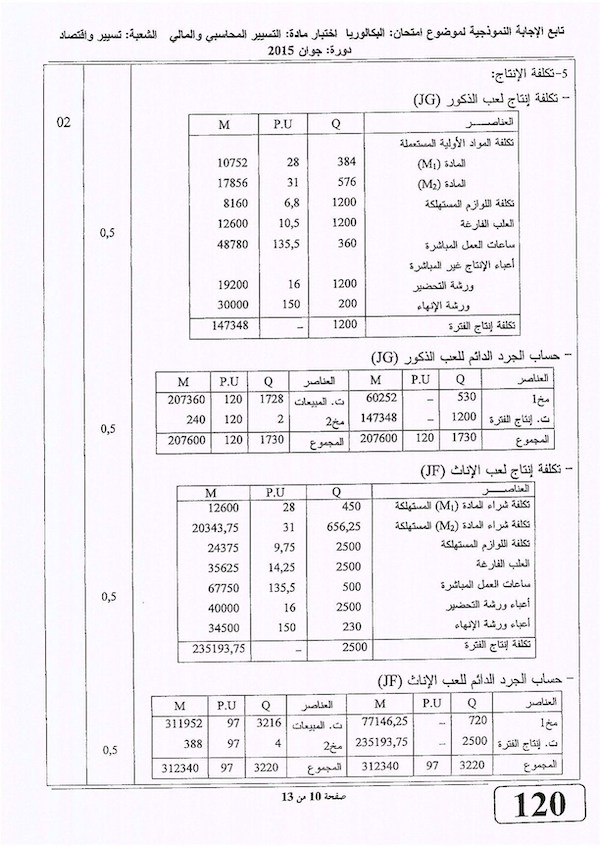 تابع الإجابة النموذجية لموضوع امتحان: البكالوريا اختبار مادة: التسيير المحاسبي والمالي الشعبة: تسيير واقتصاد
دورة: جوان 2015
5-تكلفة الإنتاج:
- تكلفة إنتاج لعب الذكور (JG)
02
العناصـــــر Q P.U M
تكلفة المواد الأولية المستعملة
المادة (M₁) 384 28 10752
المادة (M₂) 576 31 17856
تكلفة اللوازم المستهلكة 1200 6,8 8160
العلب الفارغة 1200 10,5 12600
0,5
ساعات العمل المباشرة 360 135,5 48780
أعباء الإنتاج غير المباشرة
ورشة التحضير 1200 16 19200
ورشة الإنهاء 200 150 30000
تكلفة إنتاج الفترة 1200 – 147348
- حساب الجرد الدائم للعب الذكور (JG)
العناصر Q P.U M العناصر Q P.U M
مخ1 530 – 60252 ت. المبيعات 1728 120 207360
ت. إنتاج الفترة 1200 – 147348 مخ2 2 120 240
0,5
المجموع 1730 120 207600 المجموع 1730 120 207600
- تكلفة إنتاج لعب الإناث (JF)
العناصـــــر Q P.U M
تكلفة شراء المادة (M₁) المستهلكة 450 28 12600
تكلفة شراء المادة (M₂) المستهلكة 656,25 31 20343,75
تكلفة اللوازم المستهلكة 2500 9,75 24375
العلب الفارغة 2500 14,25 35625
ساعات العمل المباشرة 500 135,5 67750
0,5
أعباء ورشة التحضير 2500 16 40000
أعباء ورشة الإنهاء 230 150 34500
تكلفة إنتاج الفترة 2500 – 235193,75
- حساب الجرد الدائم للعب الإناث (JF)
العناصر Q P.U M العناصر Q P.U M
مخ1 720 – 77146,25 ت. المبيعات 3216 97 311952
ت. إنتاج الفترة 2500 – 235193,75 مخ2 4 97 388
0,5
المجموع 3220 97 312340 المجموع 3220 97 312340
صفحة 10 من 13
120